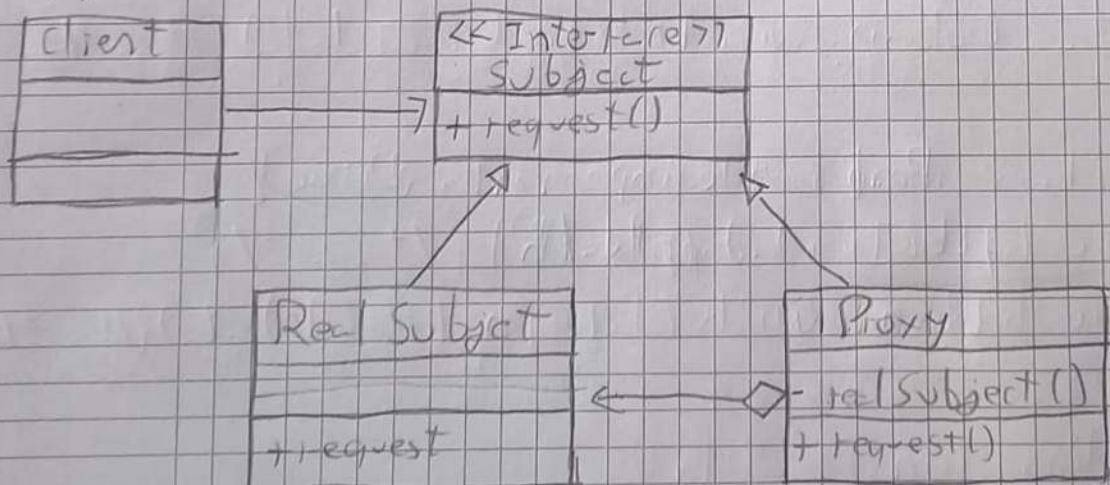 Client
<<Interface>>
Subject
+ request()
Real Subject
+ request
Proxy
- realSubject()
+ request()